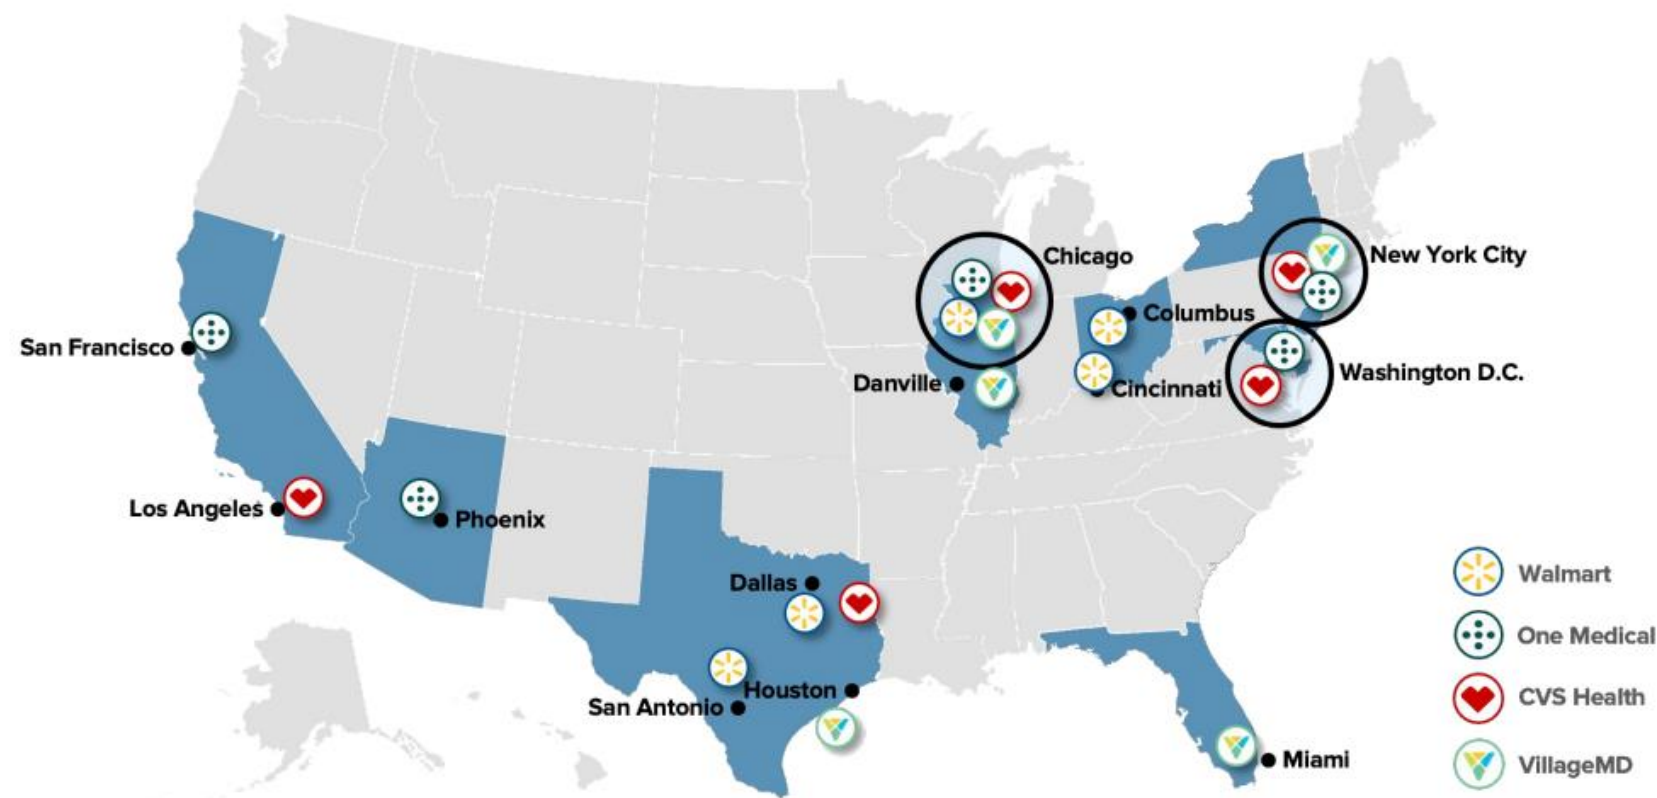 Chicago
New York City
Columbus
San Francisco
Washington D.C.
Danville
Cincinnati
Los Angeles
Phoenix
Dallas
Walmart
One Medical
Houston
CVS Health
San Antonio
Miami
VillageMD